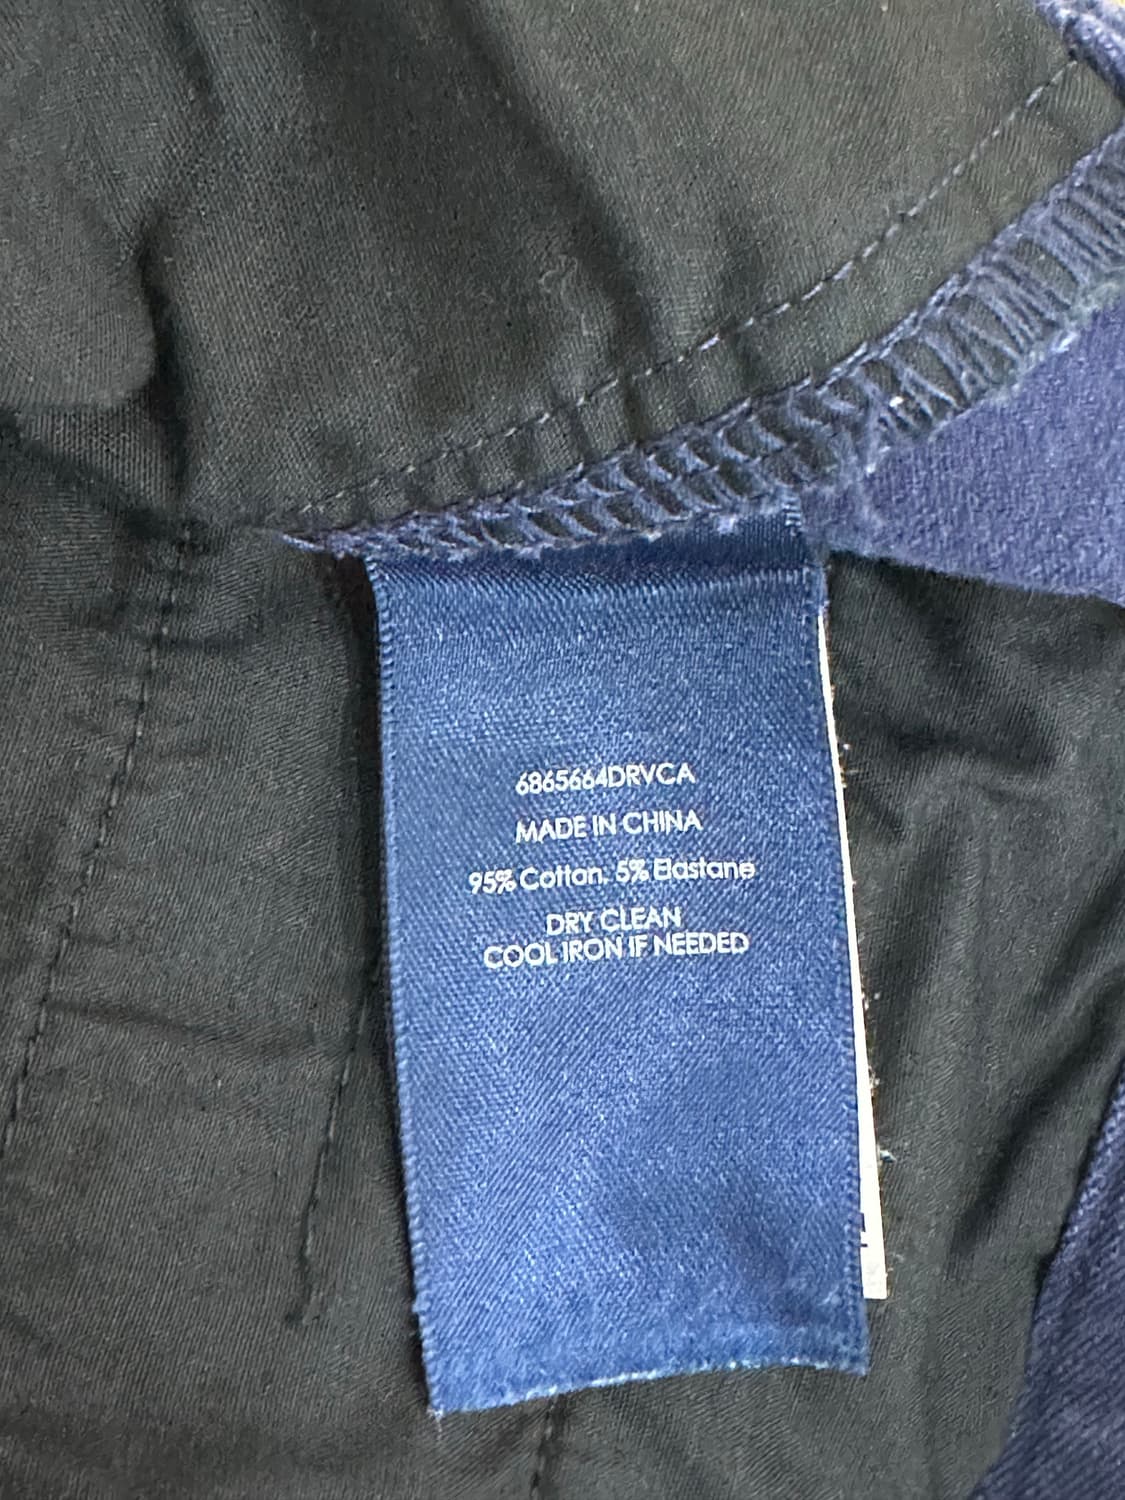 6865664DRVCA
MADE IN CHINA
95% Cotton. 5% Elastane
DRY CLEAN
COOL IRON IF NEEDED